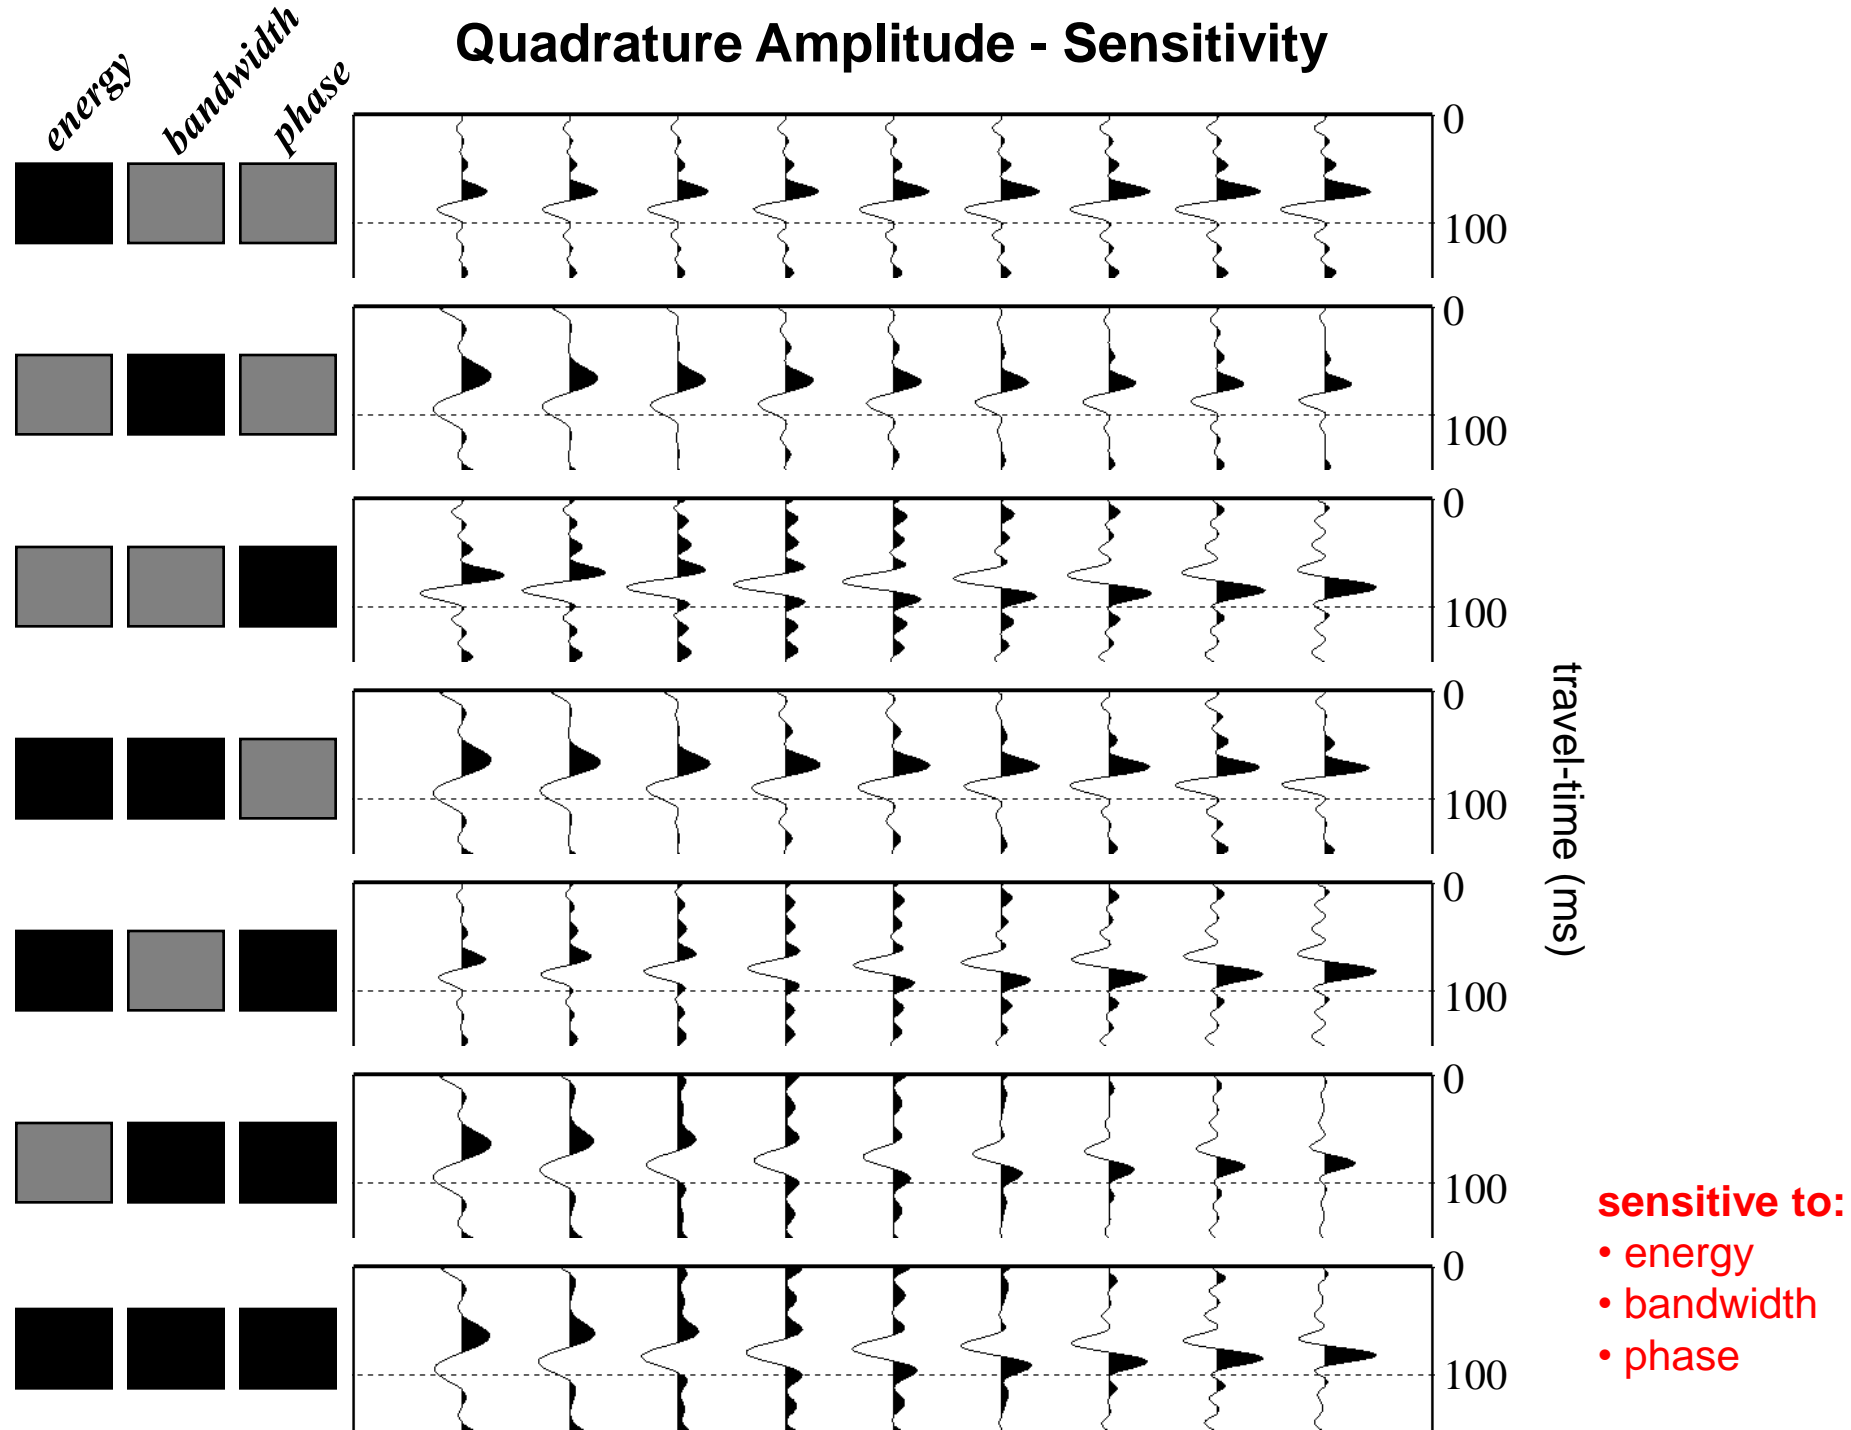 Quadrature Amplitude - Sensitivity
energy
bandwidth
phase
0
100
0
100
0
100
0
100
0
100
0
100
0
100
travel-time (ms)
sensitive to:
• energy
• bandwidth
• phase